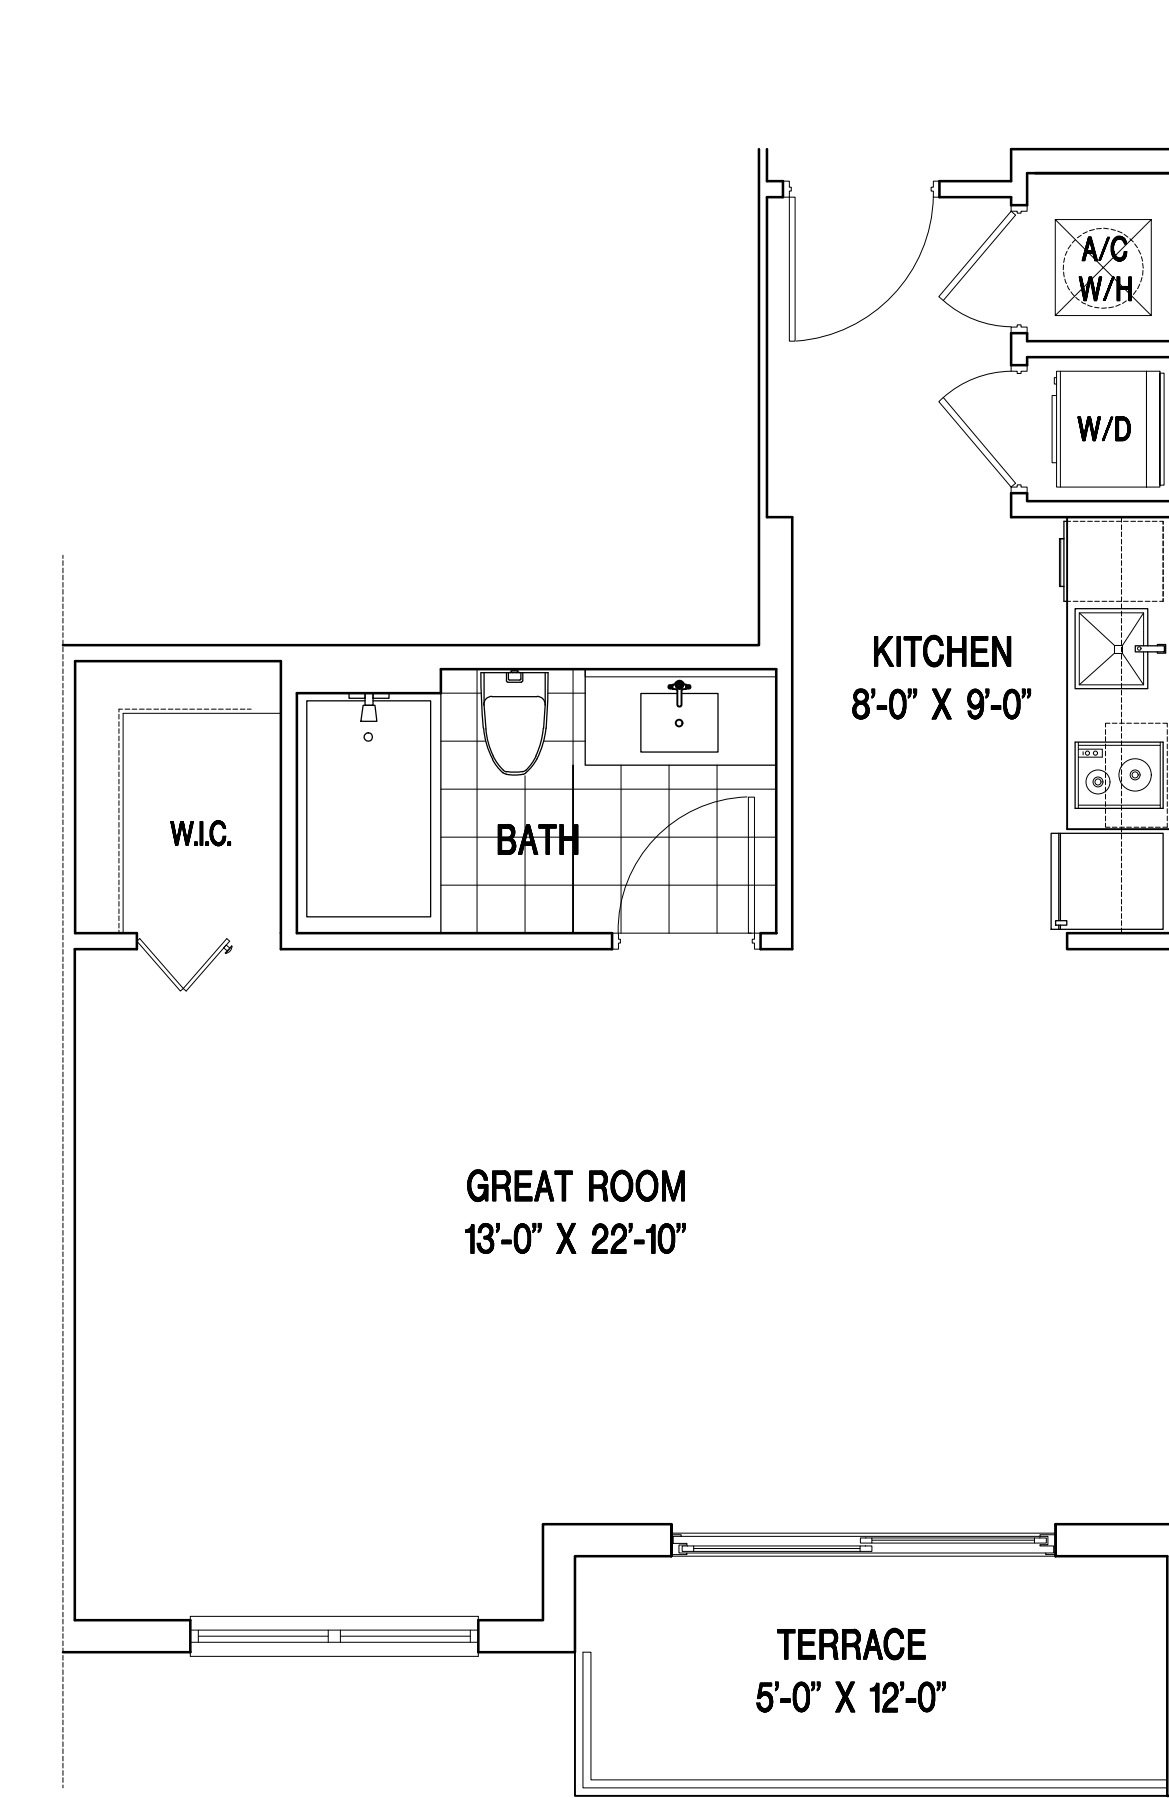 A/C
W/H
W/D
KITCHEN
8'-0" X 9'-0"
W.I.C.
BATH
GREAT ROOM
13'-0" X 22'-10"
TERRACE
5'-0" X 12'-0"